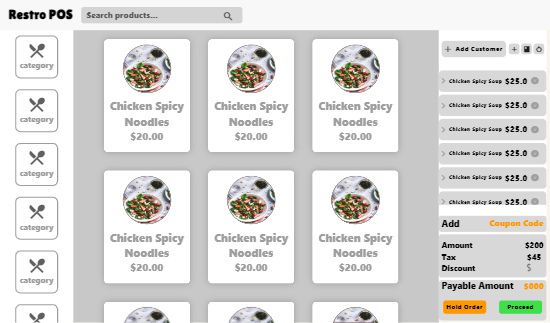 Restro POS
Search products...
category
category
category
category
category
Chicken Spicy
Noodles
$20.00
Chicken Spicy
Noodles
$20.00
Chicken Spicy
Noodles
$20.00
Chicken Spicy
Noodles
$20.00
Chicken Spicy
Noodles
$20.00
Chicken Spicy
Noodles
$20.00
+ Add Customer
Chicken Spicy Soup $25.0
Chicken Spicy Soup $25.0
Chicken Spicy Soup $25.0
Chicken Spicy Soup $25.0
Chicken Spicy Soup $25.0
Chicken Spicy Soup $25.0
Add Coupon Code
Amount $200
Tax $45
Discount $
Payable Amount $000
Hold Order Proceed